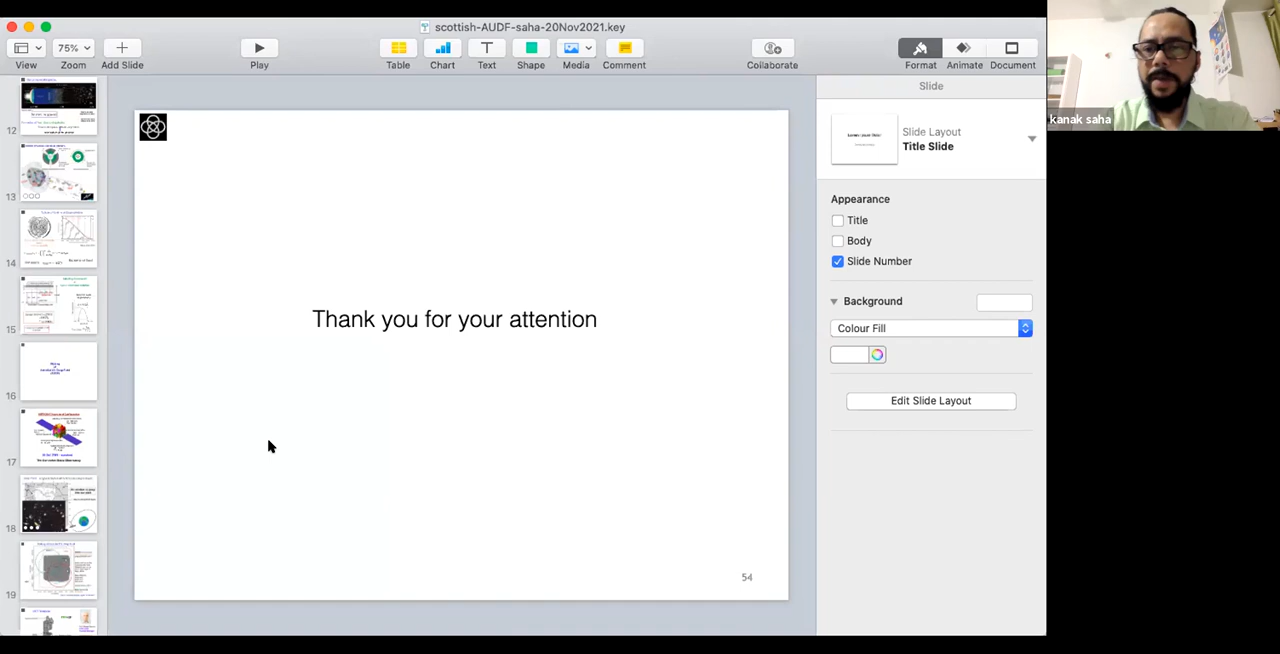 scottish-AUDF-saha-20Nov2021.key
75%
View
Zoom
Add Slide
Play
Table
Chart
Text
Shape
Media
Comment
Collaborate
Format
Animate
Document
12
13
14
15
16
17
18
19
Thank you for your attention
54
Slide
Slide Layout
Title Slide
Appearance
Title
Body
Slide Number
Background
Colour Fill
Edit Slide Layout
kanak saha